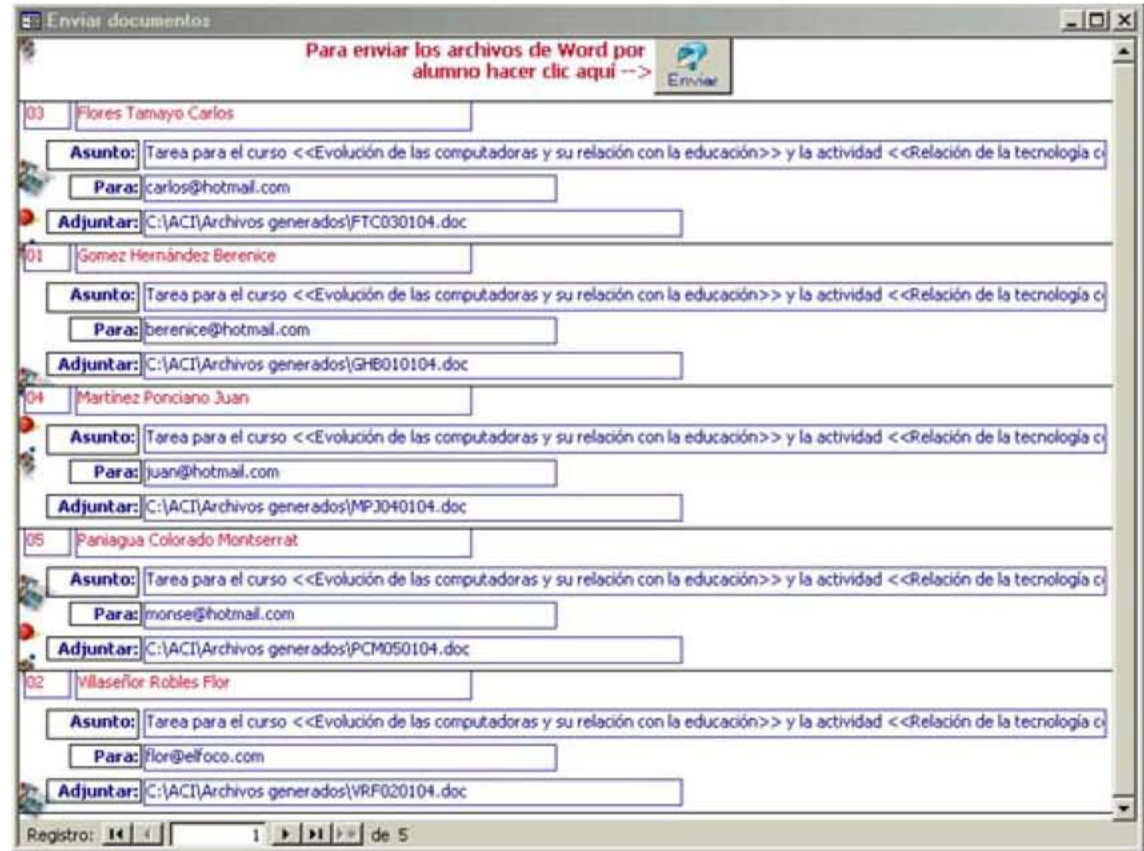 Enviar documentos
Para enviar los archivos de Word por
alumno hacer clic aquí -->
Enviar
03 Flores Tamayo Carlos
Asunto: Tarea para el curso <<Evolución de las computadoras y su relación con la educación>> y la actividad <<Relación de la tecnología c
Para: carlos@hotmail.com
Adjuntar: C:\ACI\Archivos generados\FTC030104.doc
01 Gomez Hernández Berenice
Asunto: Tarea para el curso <<Evolución de las computadoras y su relación con la educación>> y la actividad <<Relación de la tecnología c
Para: berenice@hotmail.com
Adjuntar: C:\ACI\Archivos generados\GHB010104.doc
04 Martínez Ponciano Juan
Asunto: Tarea para el curso <<Evolución de las computadoras y su relación con la educación>> y la actividad <<Relación de la tecnología c
Para: juan@hotmail.com
Adjuntar: C:\ACI\Archivos generados\MPJ040104.doc
05 Paniagua Colorado Montserrat
Asunto: Tarea para el curso <<Evolución de las computadoras y su relación con la educación>> y la actividad <<Relación de la tecnología c
Para: monse@hotmail.com
Adjuntar: C:\ACI\Archivos generados\PCM050104.doc
02 Villaseñor Robles Flor
Asunto: Tarea para el curso <<Evolución de las computadoras y su relación con la educación>> y la actividad <<Relación de la tecnología c
Para: flor@elfoco.com
Adjuntar: C:\ACI\Archivos generados\VRF020104.doc
Registro: 1 de 5